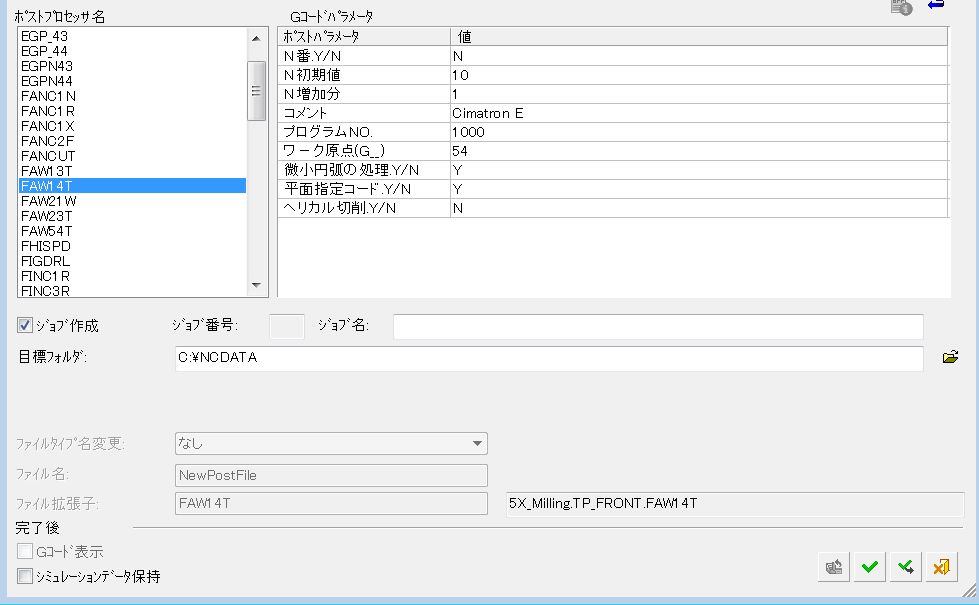 ポストプロセッサ名
EGP_43
EGP_44
EGPN43
EGPN44
FANC1N
FANC1R
FANC1X
FANC2F
FANCUT
FAW13T
FAW14T
FAW21W
FAW23T
FAW54T
FHISPD
FIGDRL
FINC1R
FINC3R
Gコードパラメータ
ポストパラメータ 値
N番.Y/N N
N初期値 10
N増加分 1
コメント Cimatron E
プログラムNO. 1000
ワーク原点(G__) 54
微小円弧の処理.Y/N Y
平面指定コード.Y/N Y
ヘリカル切削.Y/N N
ジョブ作成 ジョブ番号: ジョブ名:
目標フォルダ: C:¥NCDATA
ファイルタイプ名変更: なし
ファイル名: NewPostFile
ファイル拡張子: FAW14T 5X_Milling.TP_FRONT.FAW14T
完了後
Gコード表示
シミュレーションデータ保持